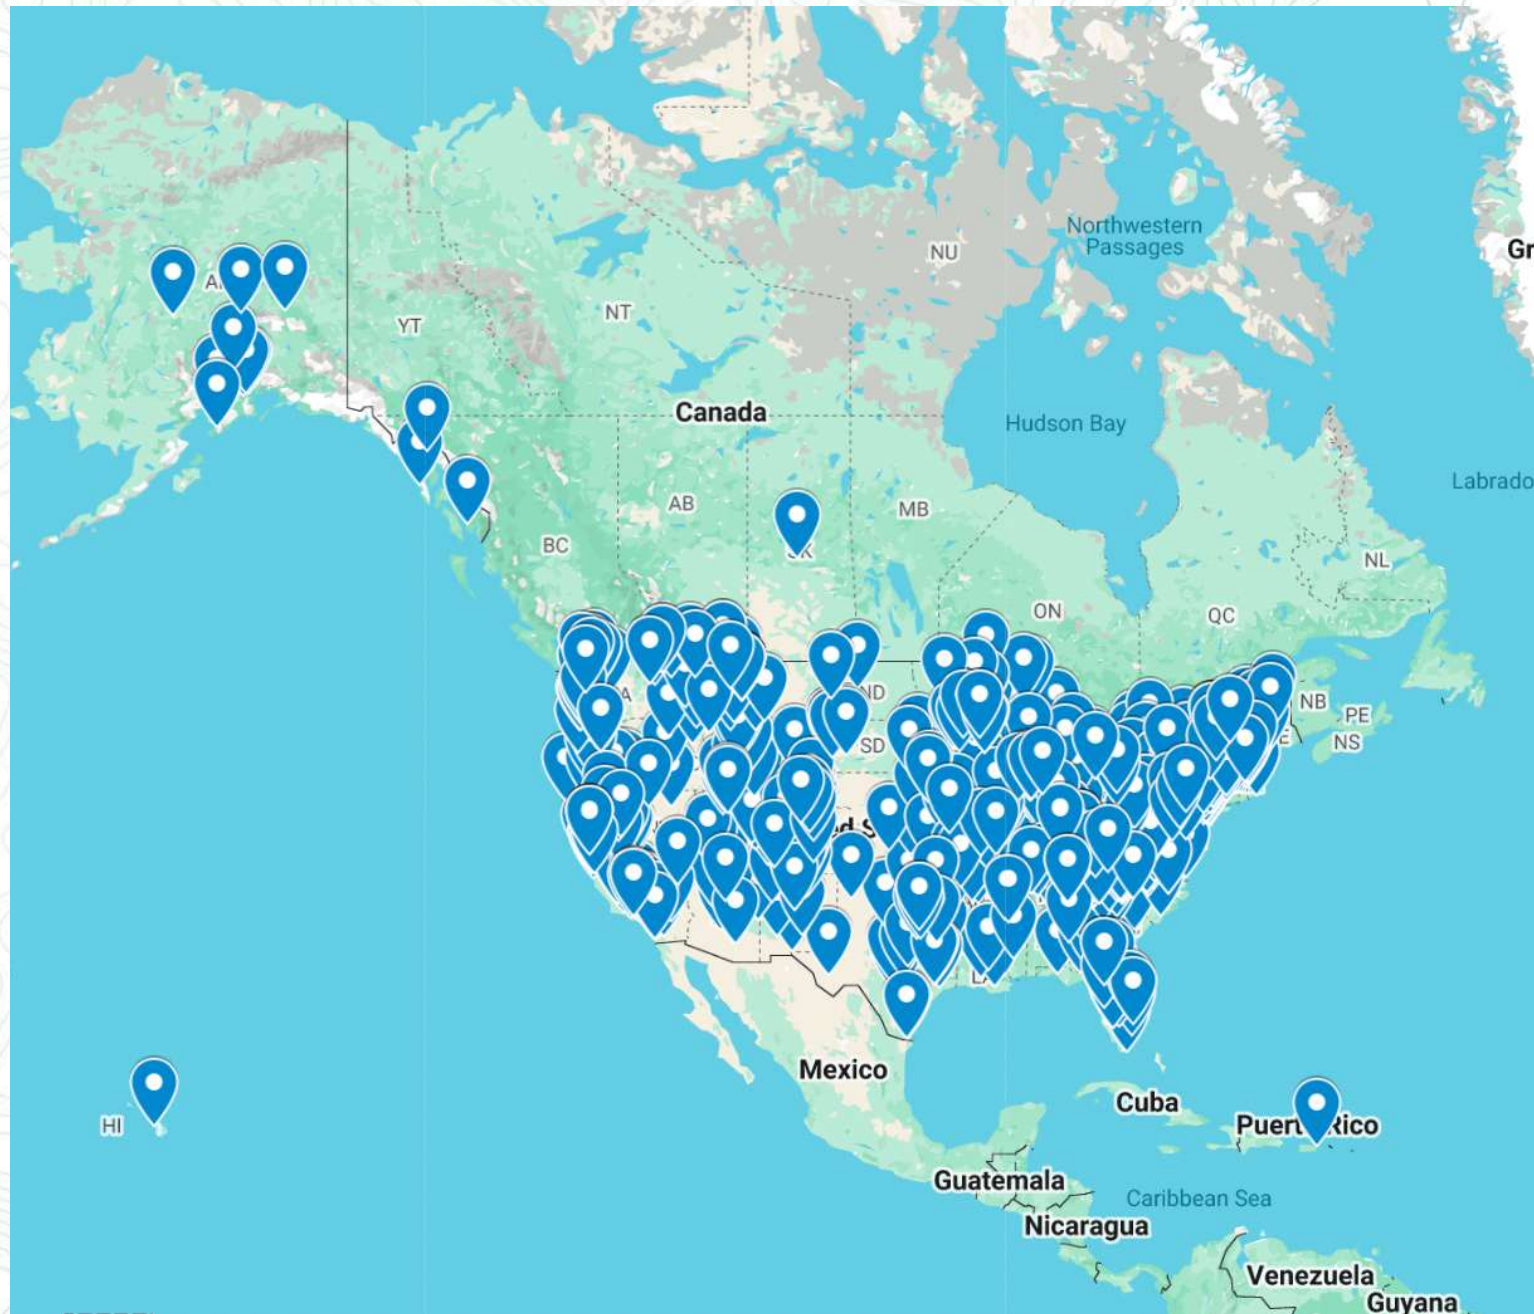 Northwestern
Passages
NU
Gr
NT
YT
Canada
Hudson Bay
Labrado
AB
MB
BC
NL
ON
QC
NB
PE
NS
ND
SD
Mexico
Cuba
HI
Guatemala
Caribbean Sea
Nicaragua
Venezuela
Guyana